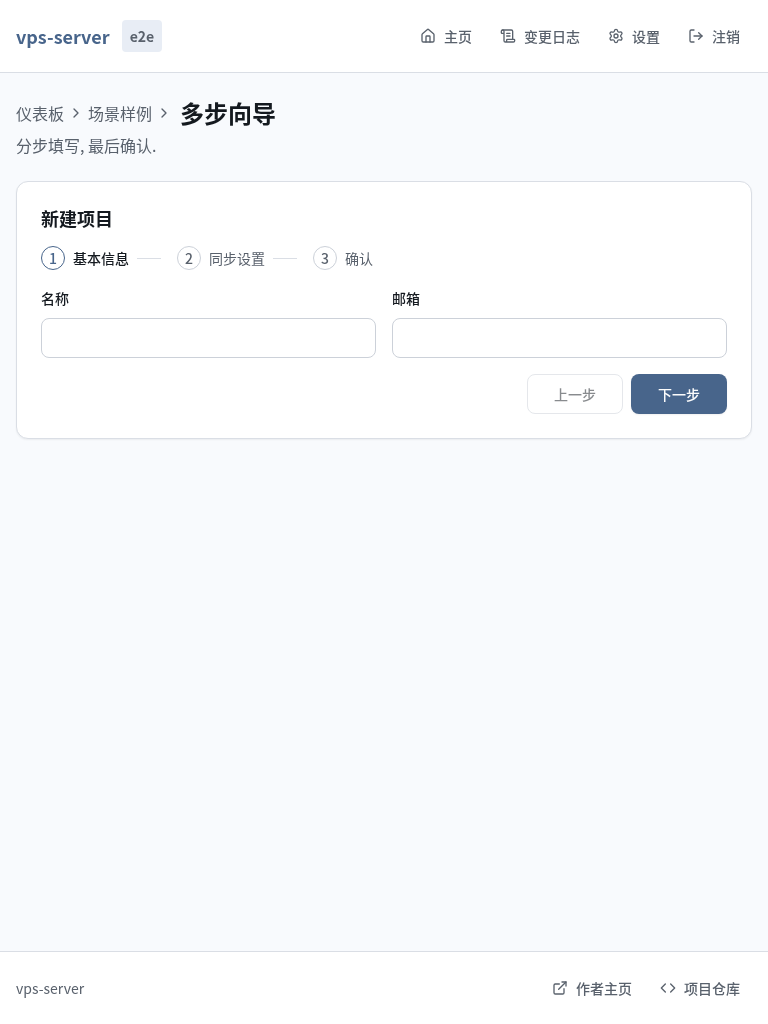 vps-server e2e 主页 变更日志 设置 注销
仪表板 场景样例 多步向导
分步填写, 最后确认.
新建项目
1 基本信息 2 同步设置 3 确认
名称 邮箱
上一步 下一步
vps-server 作者主页 项目仓库